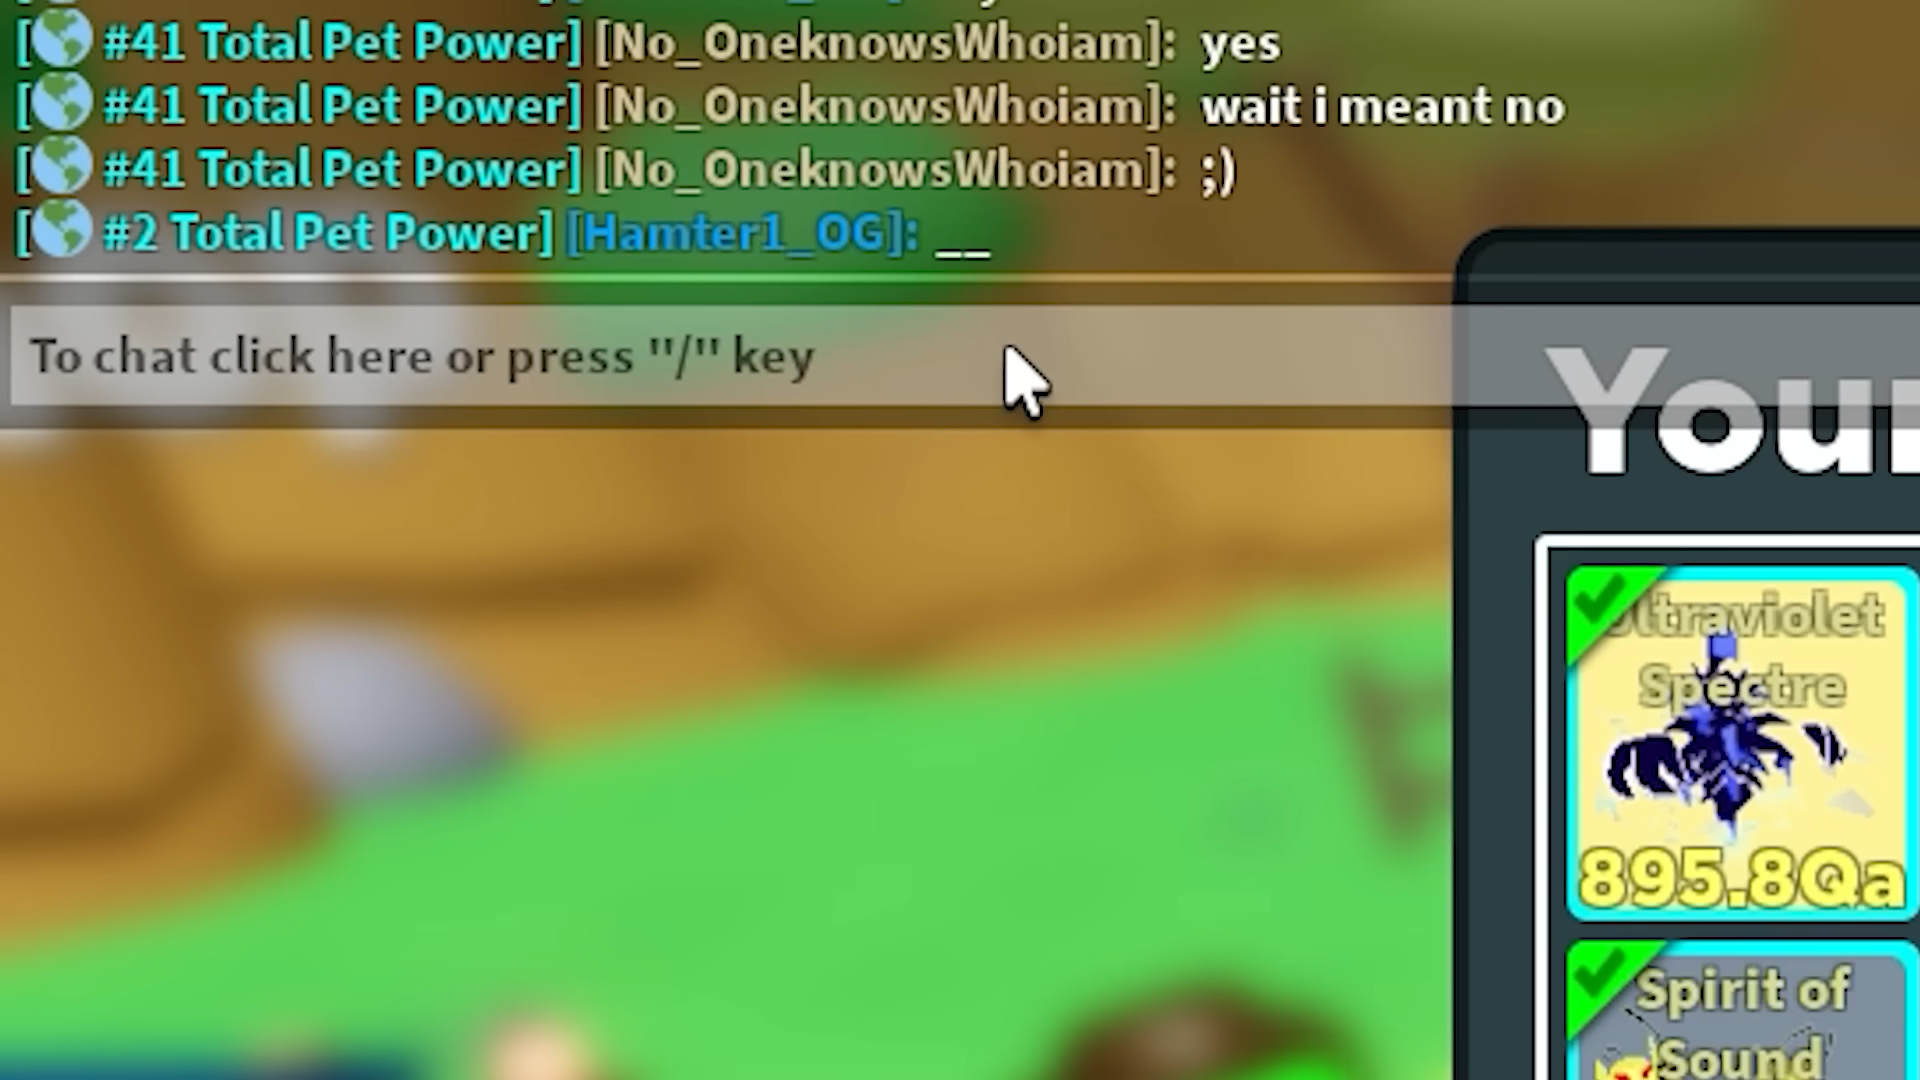 [🌎 #41 Total Pet Power] [No_OneknowsWhoiam]: yes
[🌎 #41 Total Pet Power] [No_OneknowsWhoiam]: wait i meant no
[🌎 #41 Total Pet Power] [No_OneknowsWhoiam]: ;)
[🌎 #2 Total Pet Power] [Hamter1_OG]: __
To chat click here or press "/" key
Your
Ultraviolet
Spectre
895.8Qa
Spirit of
Sound